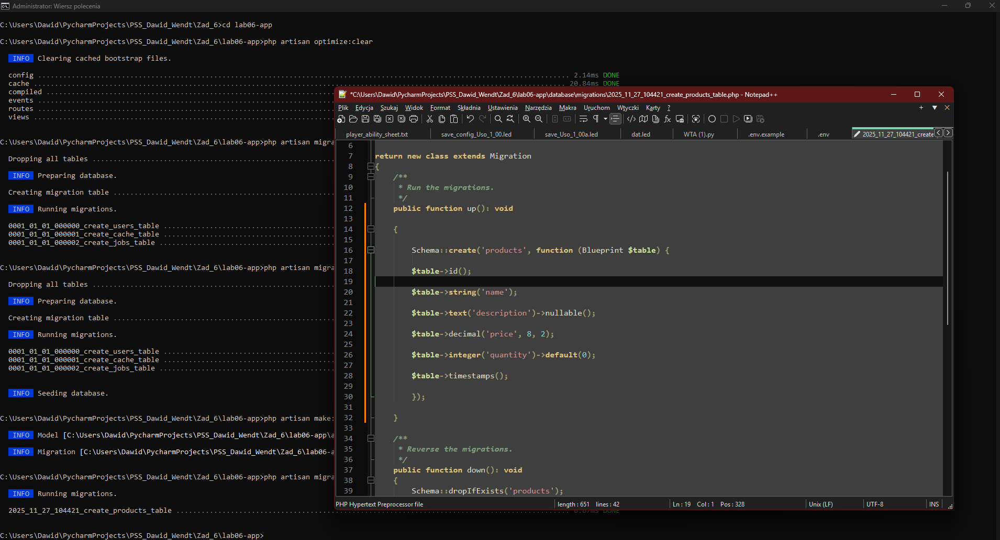 Administrator: Wiersz polecenia
C:\Users\Dawid\PycharmProjects\PSS_Dawid_Wendt\Zad_6>cd lab06-app
C:\Users\Dawid\PycharmProjects\PSS_Dawid_Wendt\Zad_6\lab06-app>php artisan optimize:clear
INFO Clearing cached bootstrap files.
config 2.14ms DONE
cache 20.84ms DONE
compiled
events
routes
views
C:\Users\Dawid\PycharmProjects\PSS_Dawid_Wendt\Zad_6\lab06-app>php artisan migra
Dropping all tables
INFO Preparing database.
Creating migration table
INFO Running migrations.
0001_01_01_000000_create_users_table
0001_01_01_000001_create_cache_table
0001_01_01_000002_create_jobs_table
C:\Users\Dawid\PycharmProjects\PSS_Dawid_Wendt\Zad_6\lab06-app>php artisan migra
Dropping all tables
INFO Preparing database.
Creating migration table
INFO Running migrations.
0001_01_01_000000_create_users_table
0001_01_01_000001_create_cache_table
0001_01_01_000002_create_jobs_table
INFO Seeding database.
C:\Users\Dawid\PycharmProjects\PSS_Dawid_Wendt\Zad_6\lab06-app>php artisan make:
INFO Model [C:\Users\Dawid\PycharmProjects\PSS_Dawid_Wendt\Zad_6\lab06-app\a
INFO Migration [C:\Users\Dawid\PycharmProjects\PSS_Dawid_Wendt\Zad_6\lab06-a
C:\Users\Dawid\PycharmProjects\PSS_Dawid_Wendt\Zad_6\lab06-app>php artisan migra
INFO Running migrations.
2025_11_27_104421_create_products_table DONE
C:\Users\Dawid\PycharmProjects\PSS_Dawid_Wendt\Zad_6\lab06-app>
*C:\Users\Dawid\PycharmProjects\PSS_Dawid_Wendt\Zad_6\lab06-app\database\migrations\2025_11_27_104421_create_products_table.php - Notepad++
Plik Edycja Szukaj Widok Format Składnia Ustawienia Narzędzia Makra Uruchom Wtyczki Karty ?
player_ability_sheet.txt save_config_Uso_1_00.led save_Uso_1_00a.led dat.led WTA (1).py .env.example .env 2025_11_27_104421_create
6
7 return new class extends Migration
8 {
9 /**
10 * Run the migrations.
11 */
12 public function up(): void
13
14 {
15
16 Schema::create('products', function (Blueprint $table) {
17
18 $table->id();
19
20 $table->string('name');
21
22 $table->text('description')->nullable();
23
24 $table->decimal('price', 8, 2);
25
26 $table->integer('quantity')->default(0);
27
28 $table->timestamps();
29
30 });
31
32 }
33
34 /**
35 * Reverse the migrations.
36 */
37 public function down(): void
38 {
39 Schema::dropIfExists('products');
PHP Hypertext Preprocessor file length : 651 lines : 42 Ln : 19 Col : 1 Pos : 328 Unix (LF) UTF-8 INS